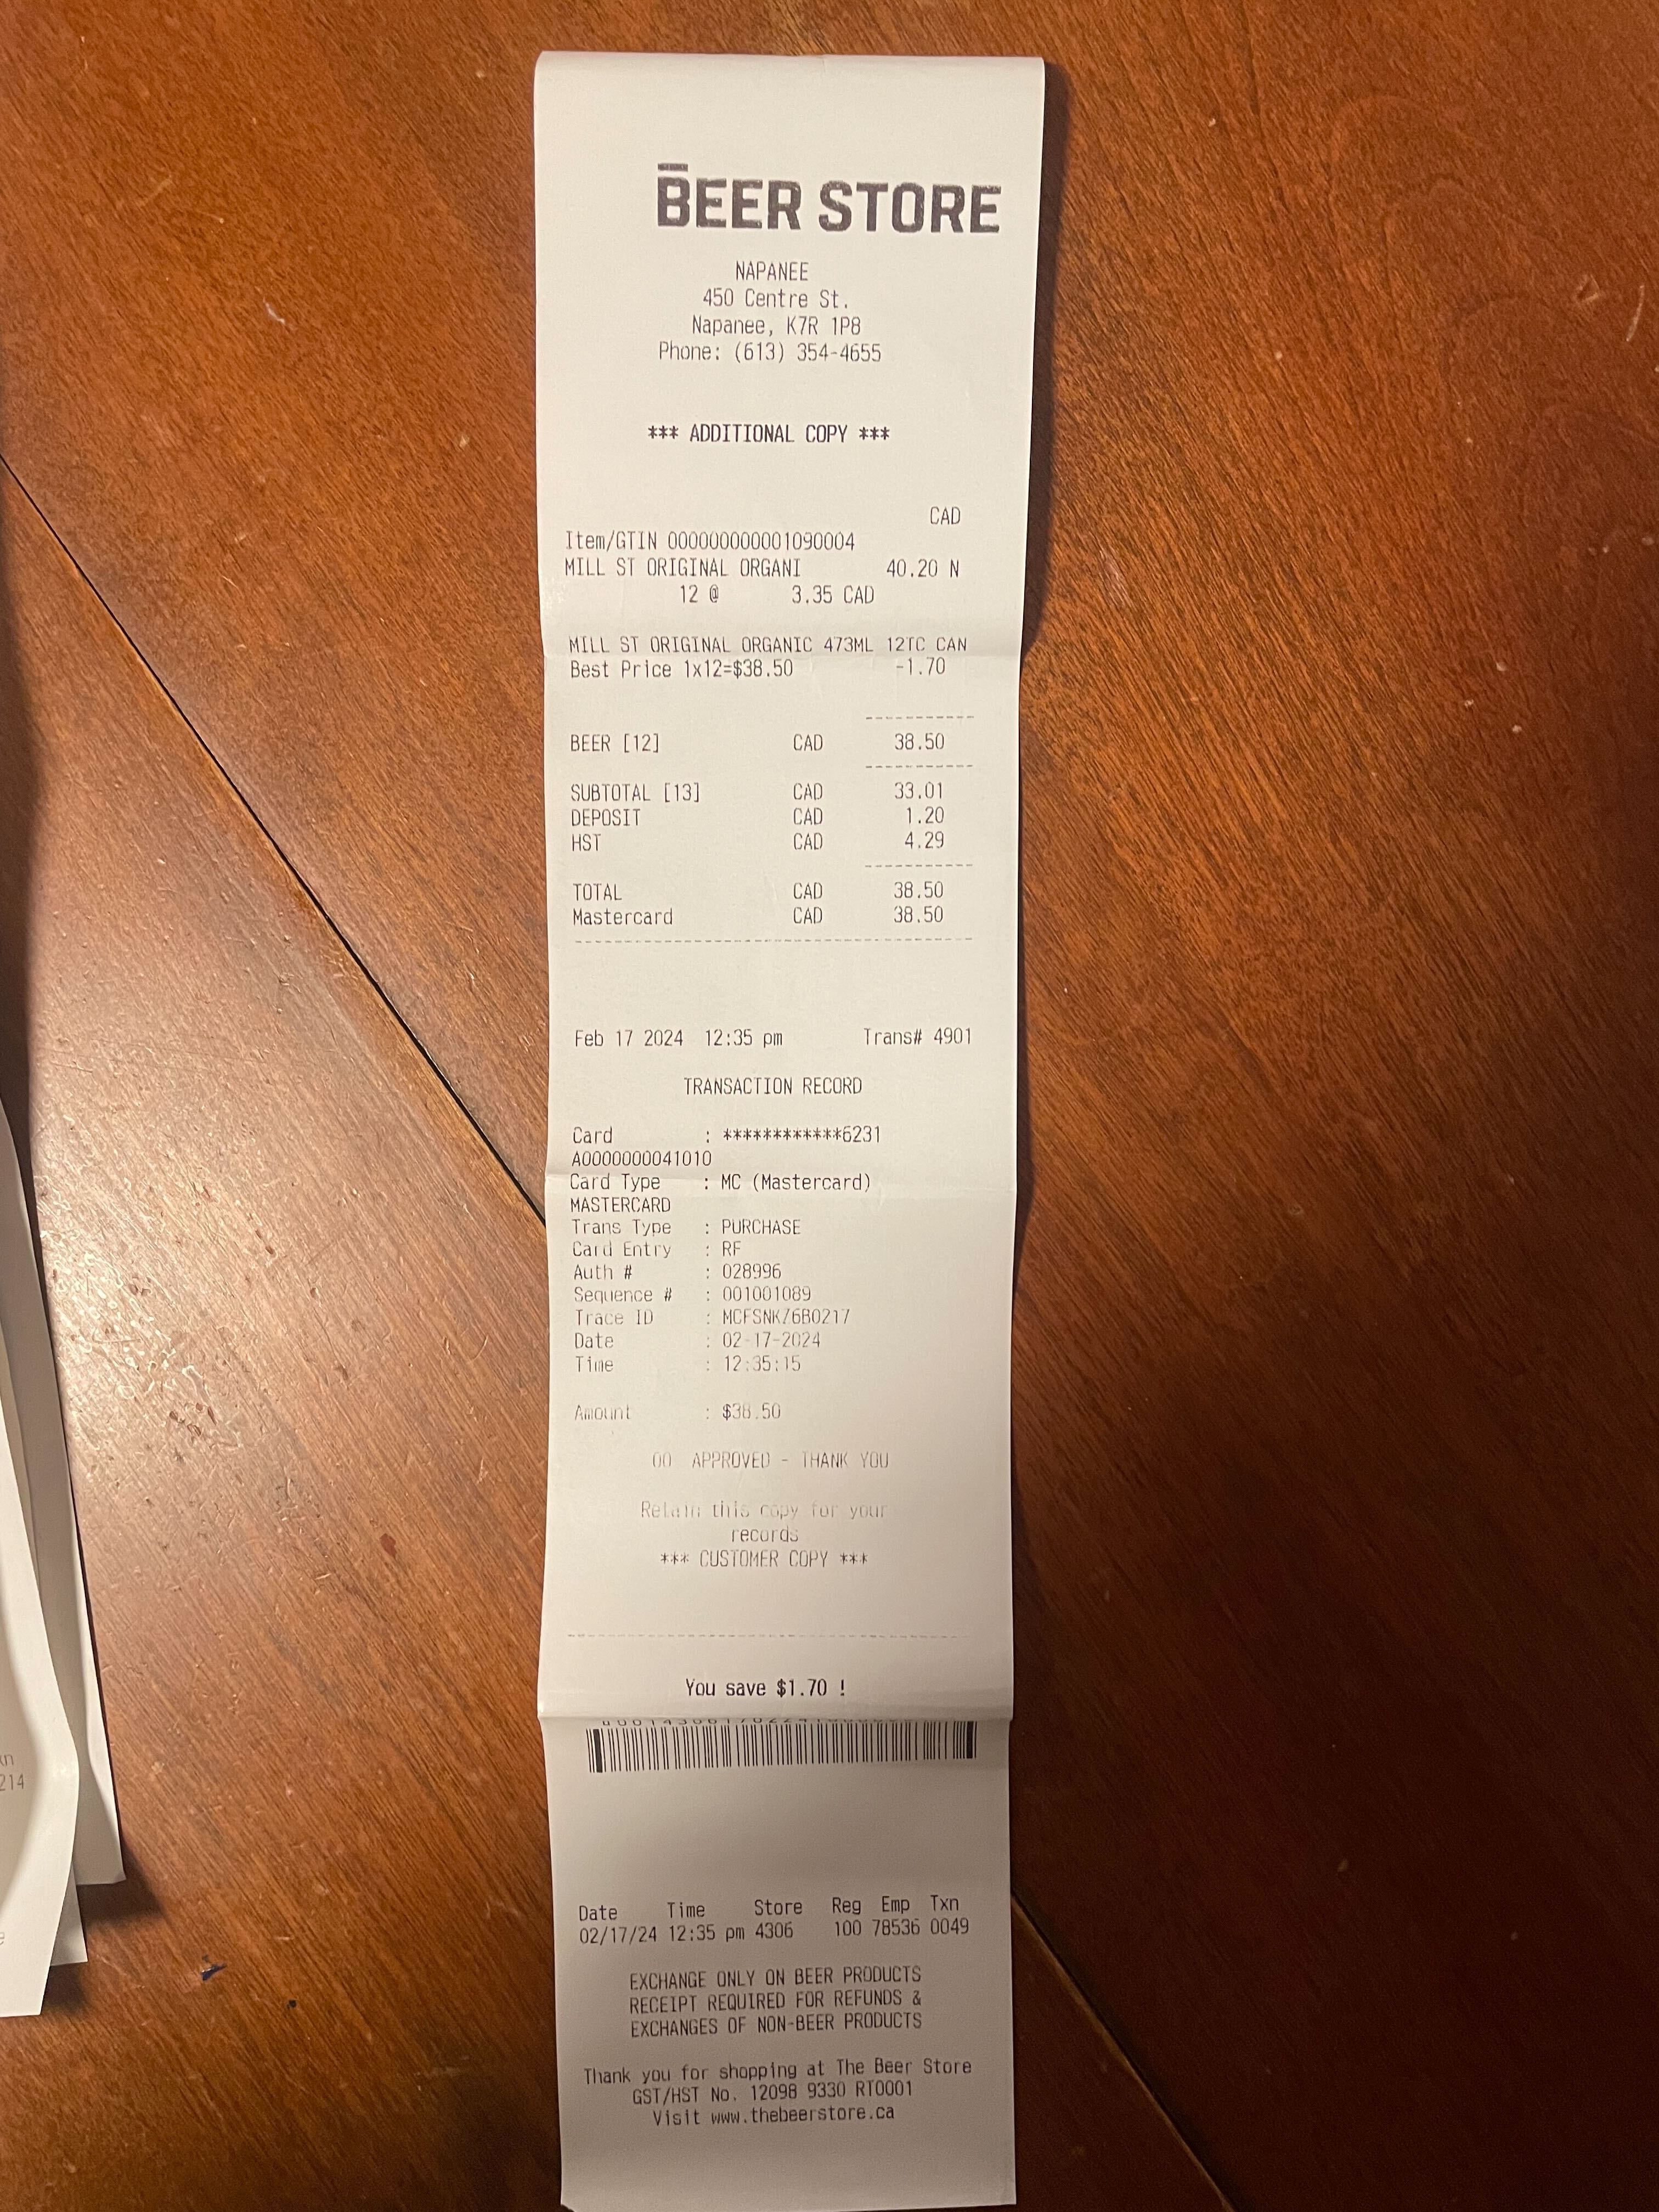 BEER STORE
NAPANEE
450 Centre St.
Napanee, K7R 1P8
Phone: (613) 354-4655
*** ADDITIONAL COPY ***
CAD
Item/GTIN 000000000001090004
MILL ST ORIGINAL ORGANI 40.20 N
12 @ 3.35 CAD
MILL ST ORIGINAL ORGANIC 473ML 12TC CAN
Best Price 1x12=$38.50 -1.70
BEER [12] CAD 38.50
SUBTOTAL [13] CAD 33.01
DEPOSIT CAD 1.20
HST CAD 4.29
TOTAL CAD 38.50
Mastercard CAD 38.50
Feb 17 2024 12:35 pm Trans# 4901
TRANSACTION RECORD
Card : ************6231
A0000000041010
Card Type : MC (Mastercard)
MASTERCARD
Trans Type : PURCHASE
Card Entry : RF
Auth # : 028996
Sequence # : 001001089
Trace ID :
Date : 02-17-2024
Time : 12:35:15
Amount : $38.50
00 APPROVED - THANK YOU
Retain this copy for your
records
*** CUSTOMER COPY ***
You save $1.70 !
Date Time Store Reg Emp Txn
02/17/24 12:35 pm 4306 100 78536 0049
EXCHANGE ONLY ON BEER PRODUCTS
RECEIPT REQUIRED FOR REFUNDS &
EXCHANGES OF NON-BEER PRODUCTS
Thank you for shopping at The Beer Store
GST/HST No. 12098 9330 RT0001
Visit www.thebeerstore.ca
214